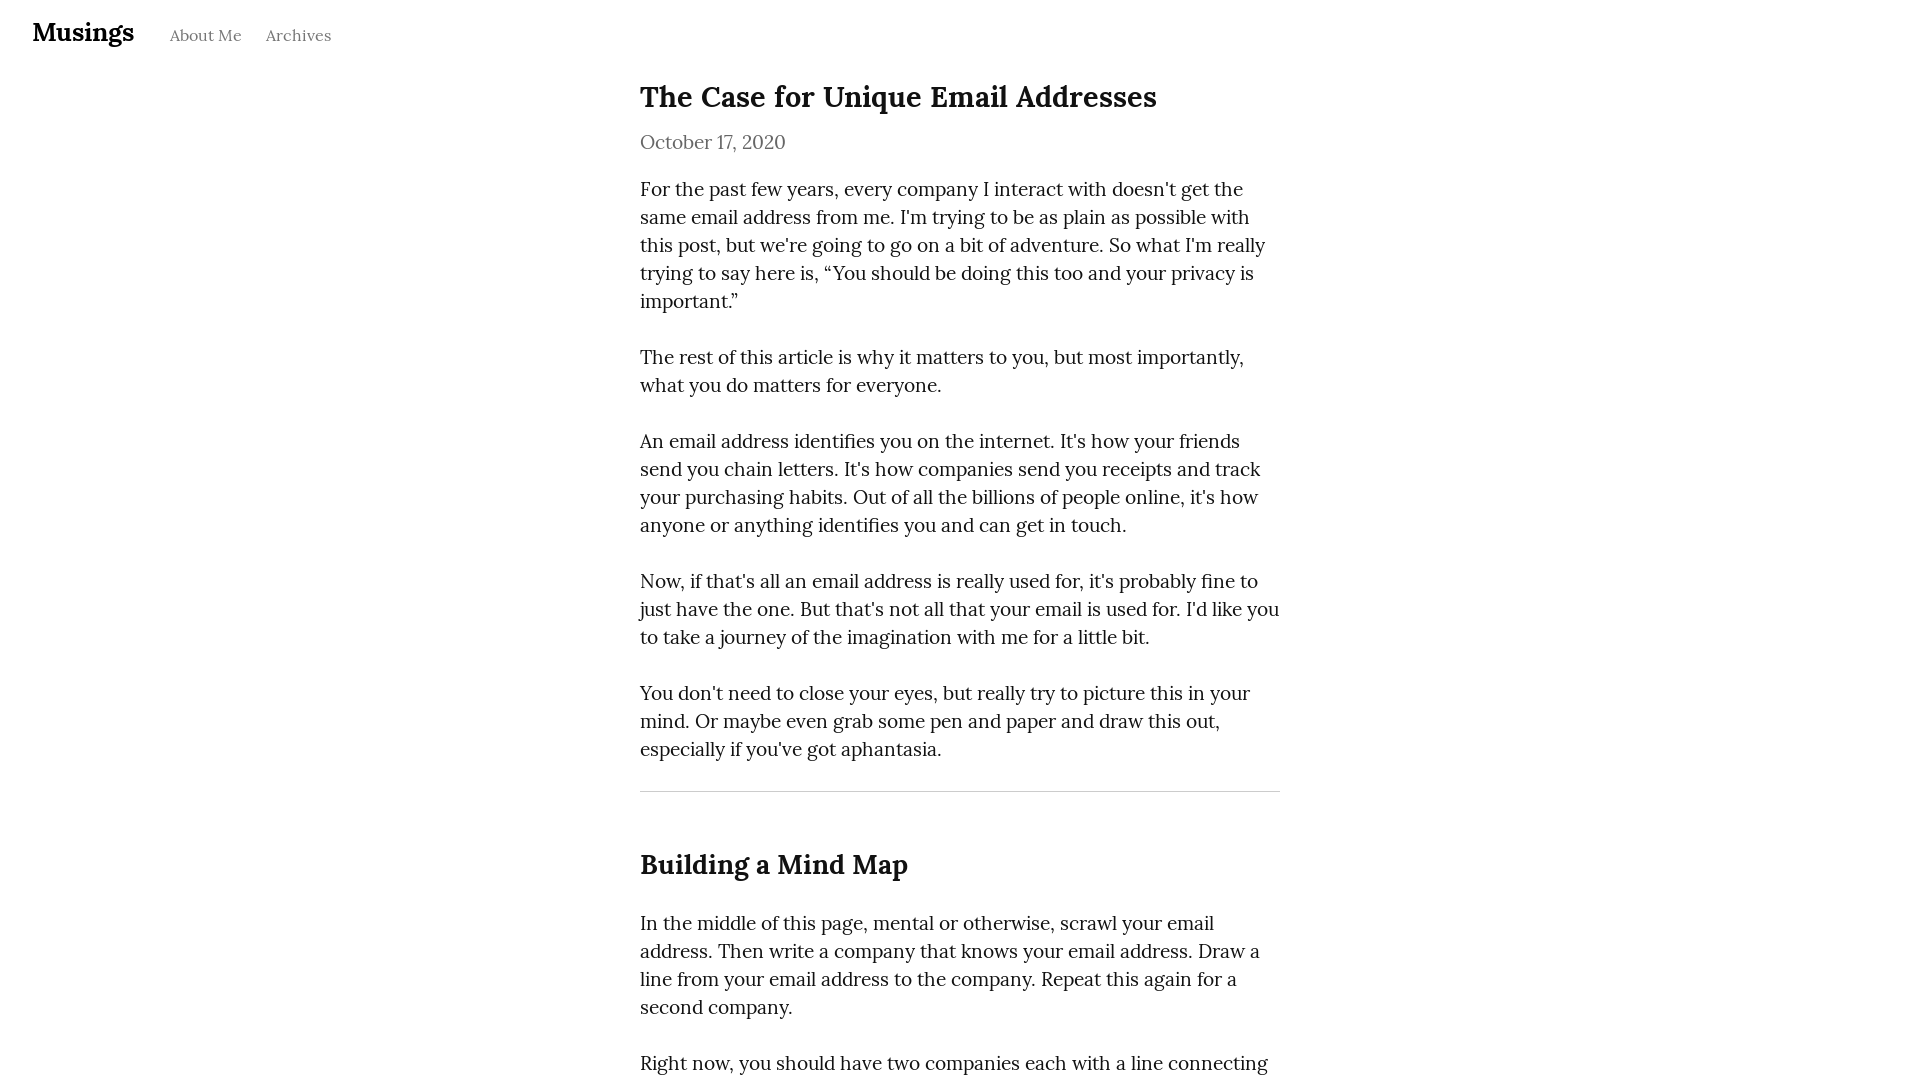 Musings
About Me
Archives
The Case for Unique Email Addresses
October 17, 2020
For the past few years, every company I interact with doesn't get the
same email address from me. I'm trying to be as plain as possible with
this post, but we're going to go on a bit of adventure. So what I'm really
trying to say here is, “You should be doing this too and your privacy is
important.”
The rest of this article is why it matters to you, but most importantly,
what you do matters for everyone.
An email address identifies you on the internet. It's how your friends
send you chain letters. It's how companies send you receipts and track
your purchasing habits. Out of all the billions of people online, it's how
anyone or anything identifies you and can get in touch.
Now, if that's all an email address is really used for, it's probably fine to
just have the one. But that's not all that your email is used for. I'd like you
to take a journey of the imagination with me for a little bit.
You don't need to close your eyes, but really try to picture this in your
mind. Or maybe even grab some pen and paper and draw this out,
especially if you've got aphantasia.
Building a Mind Map
In the middle of this page, mental or otherwise, scrawl your email
address. Then write a company that knows your email address. Draw a
line from your email address to the company. Repeat this again for a
second company.
Right now, you should have two companies each with a line connecting